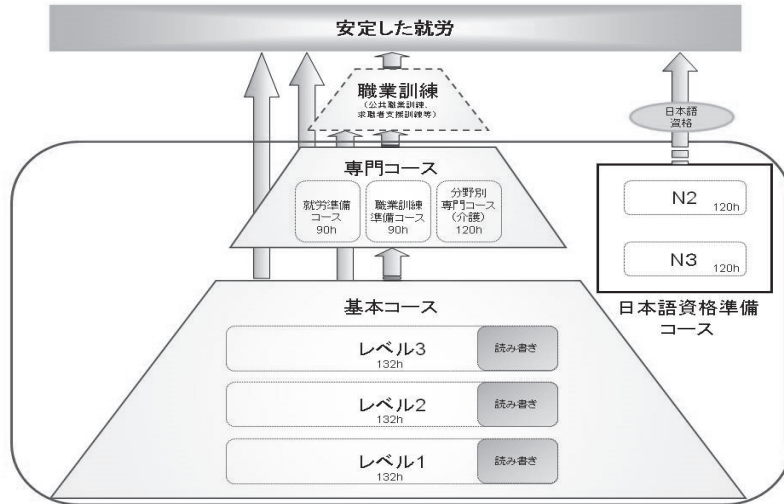 安定した就労
職業訓練
(公共職業訓練、
求職者支援訓練等)
日本語
資格
専門コース
就労準備
コース
90h
職業訓練
準備コース
90h
分野別
専門コース
(介護)
120h
N2
120h
N3
120h
日本語資格準備
コース
基本コース
レベル3
132h
読み書き
レベル2
132h
読み書き
レベル1
132h
読み書き